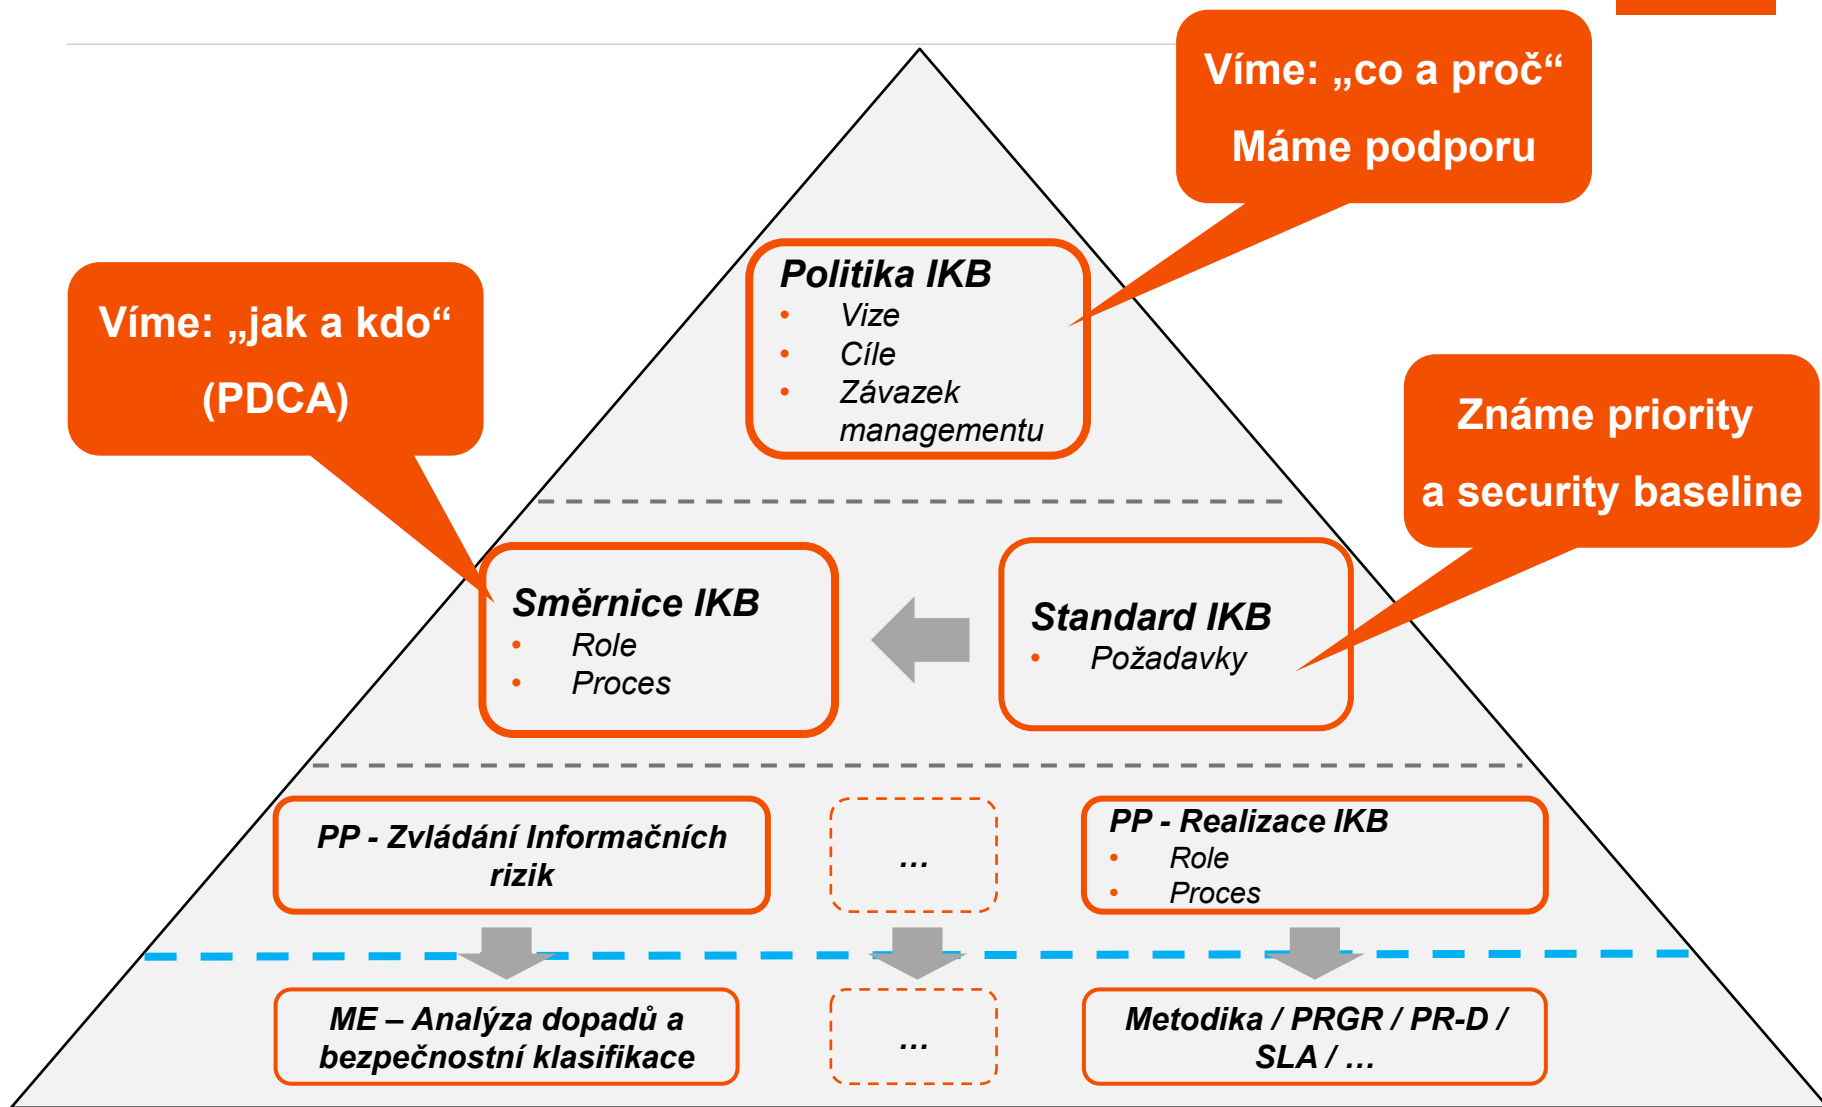 Víme: „co a proč“
Máme podporu
Politika IKB
• Vize
• Cíle
• Závazek
managementu
Víme: „jak a kdo“
(PDCA)
Známe priority
a security baseline
Směrnice IKB
• Role
• Proces
Standard IKB
• Požadavky
PP - Zvládání Informačních
rizik
...
PP - Realizace IKB
• Role
• Proces
ME – Analýza dopadů a
bezpečnostní klasifikace
...
Metodika / PRGR / PR-D /
SLA / ...